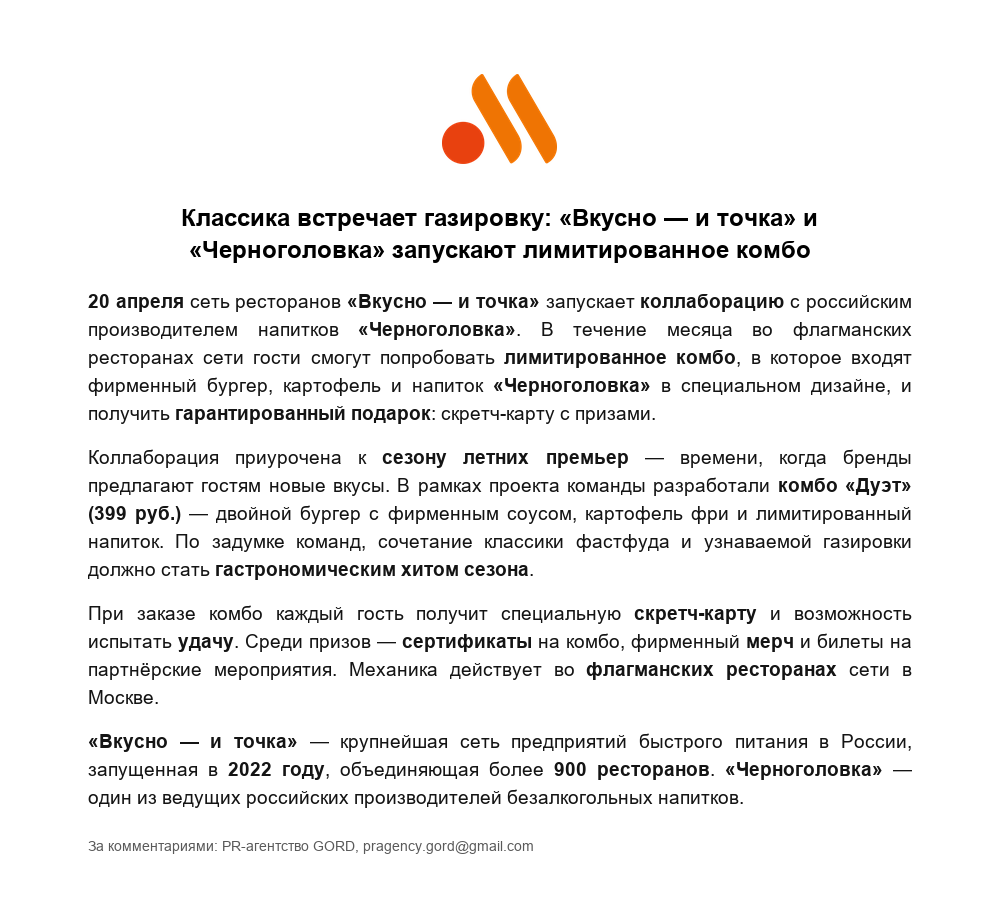 Классика встречает газировку: «Вкусно — и точка» и
«Черноголовка» запускают лимитированное комбо
20 апреля сеть ресторанов «Вкусно — и точка» запускает коллаборацию с российским
производителем напитков «Черноголовка». В течение месяца во флагманских
ресторанах сети гости смогут попробовать лимитированное комбо, в которое входят
фирменный бургер, картофель и напиток «Черноголовка» в специальном дизайне, и
получить гарантированный подарок: скретч-карту с призами.
Коллаборация приурочена к сезону летних премьер — времени, когда бренды
предлагают гостям новые вкусы. В рамках проекта команды разработали комбо «Дуэт»
(399 руб.) — двойной бургер с фирменным соусом, картофель фри и лимитированный
напиток. По задумке команд, сочетание классики фастфуда и узнаваемой газировки
должно стать гастрономическим хитом сезона.
При заказе комбо каждый гость получит специальную скретч-карту и возможность
испытать удачу. Среди призов — сертификаты на комбо, фирменный мерч и билеты на
партнёрские мероприятия. Механика действует во флагманских ресторанах сети в
Москве.
«Вкусно — и точка» — крупнейшая сеть предприятий быстрого питания в России,
запущенная в 2022 году, объединяющая более 900 ресторанов. «Черноголовка» —
один из ведущих российских производителей безалкогольных напитков.
За комментариями: PR-агентство GORD, pragency.gord@gmail.com